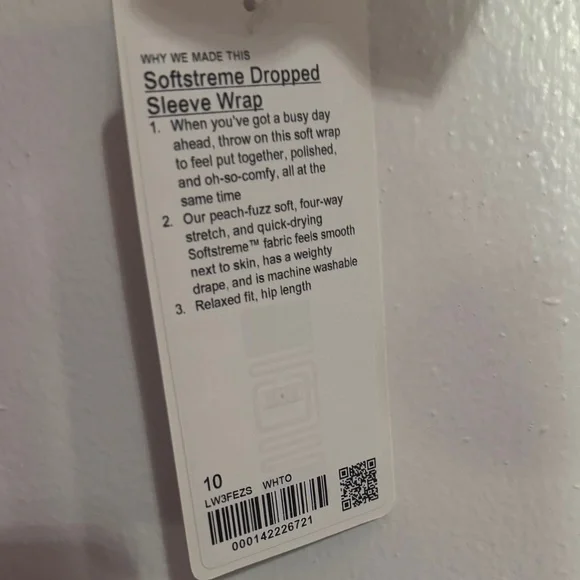 WHY WE MADE THIS
Softstreme Dropped
Sleeve Wrap
1. When you've got a busy day
ahead, throw on this soft wrap
to feel put together, polished,
and oh-so-comfy, all at the
same time
2. Our peach-fuzz soft, four-way
stretch, and quick-drying
Softstreme™ fabric feels smooth
next to skin, has a weighty
drape, and is machine washable
3. Relaxed fit, hip length
10
LW3FEZS WHTO
000142226721